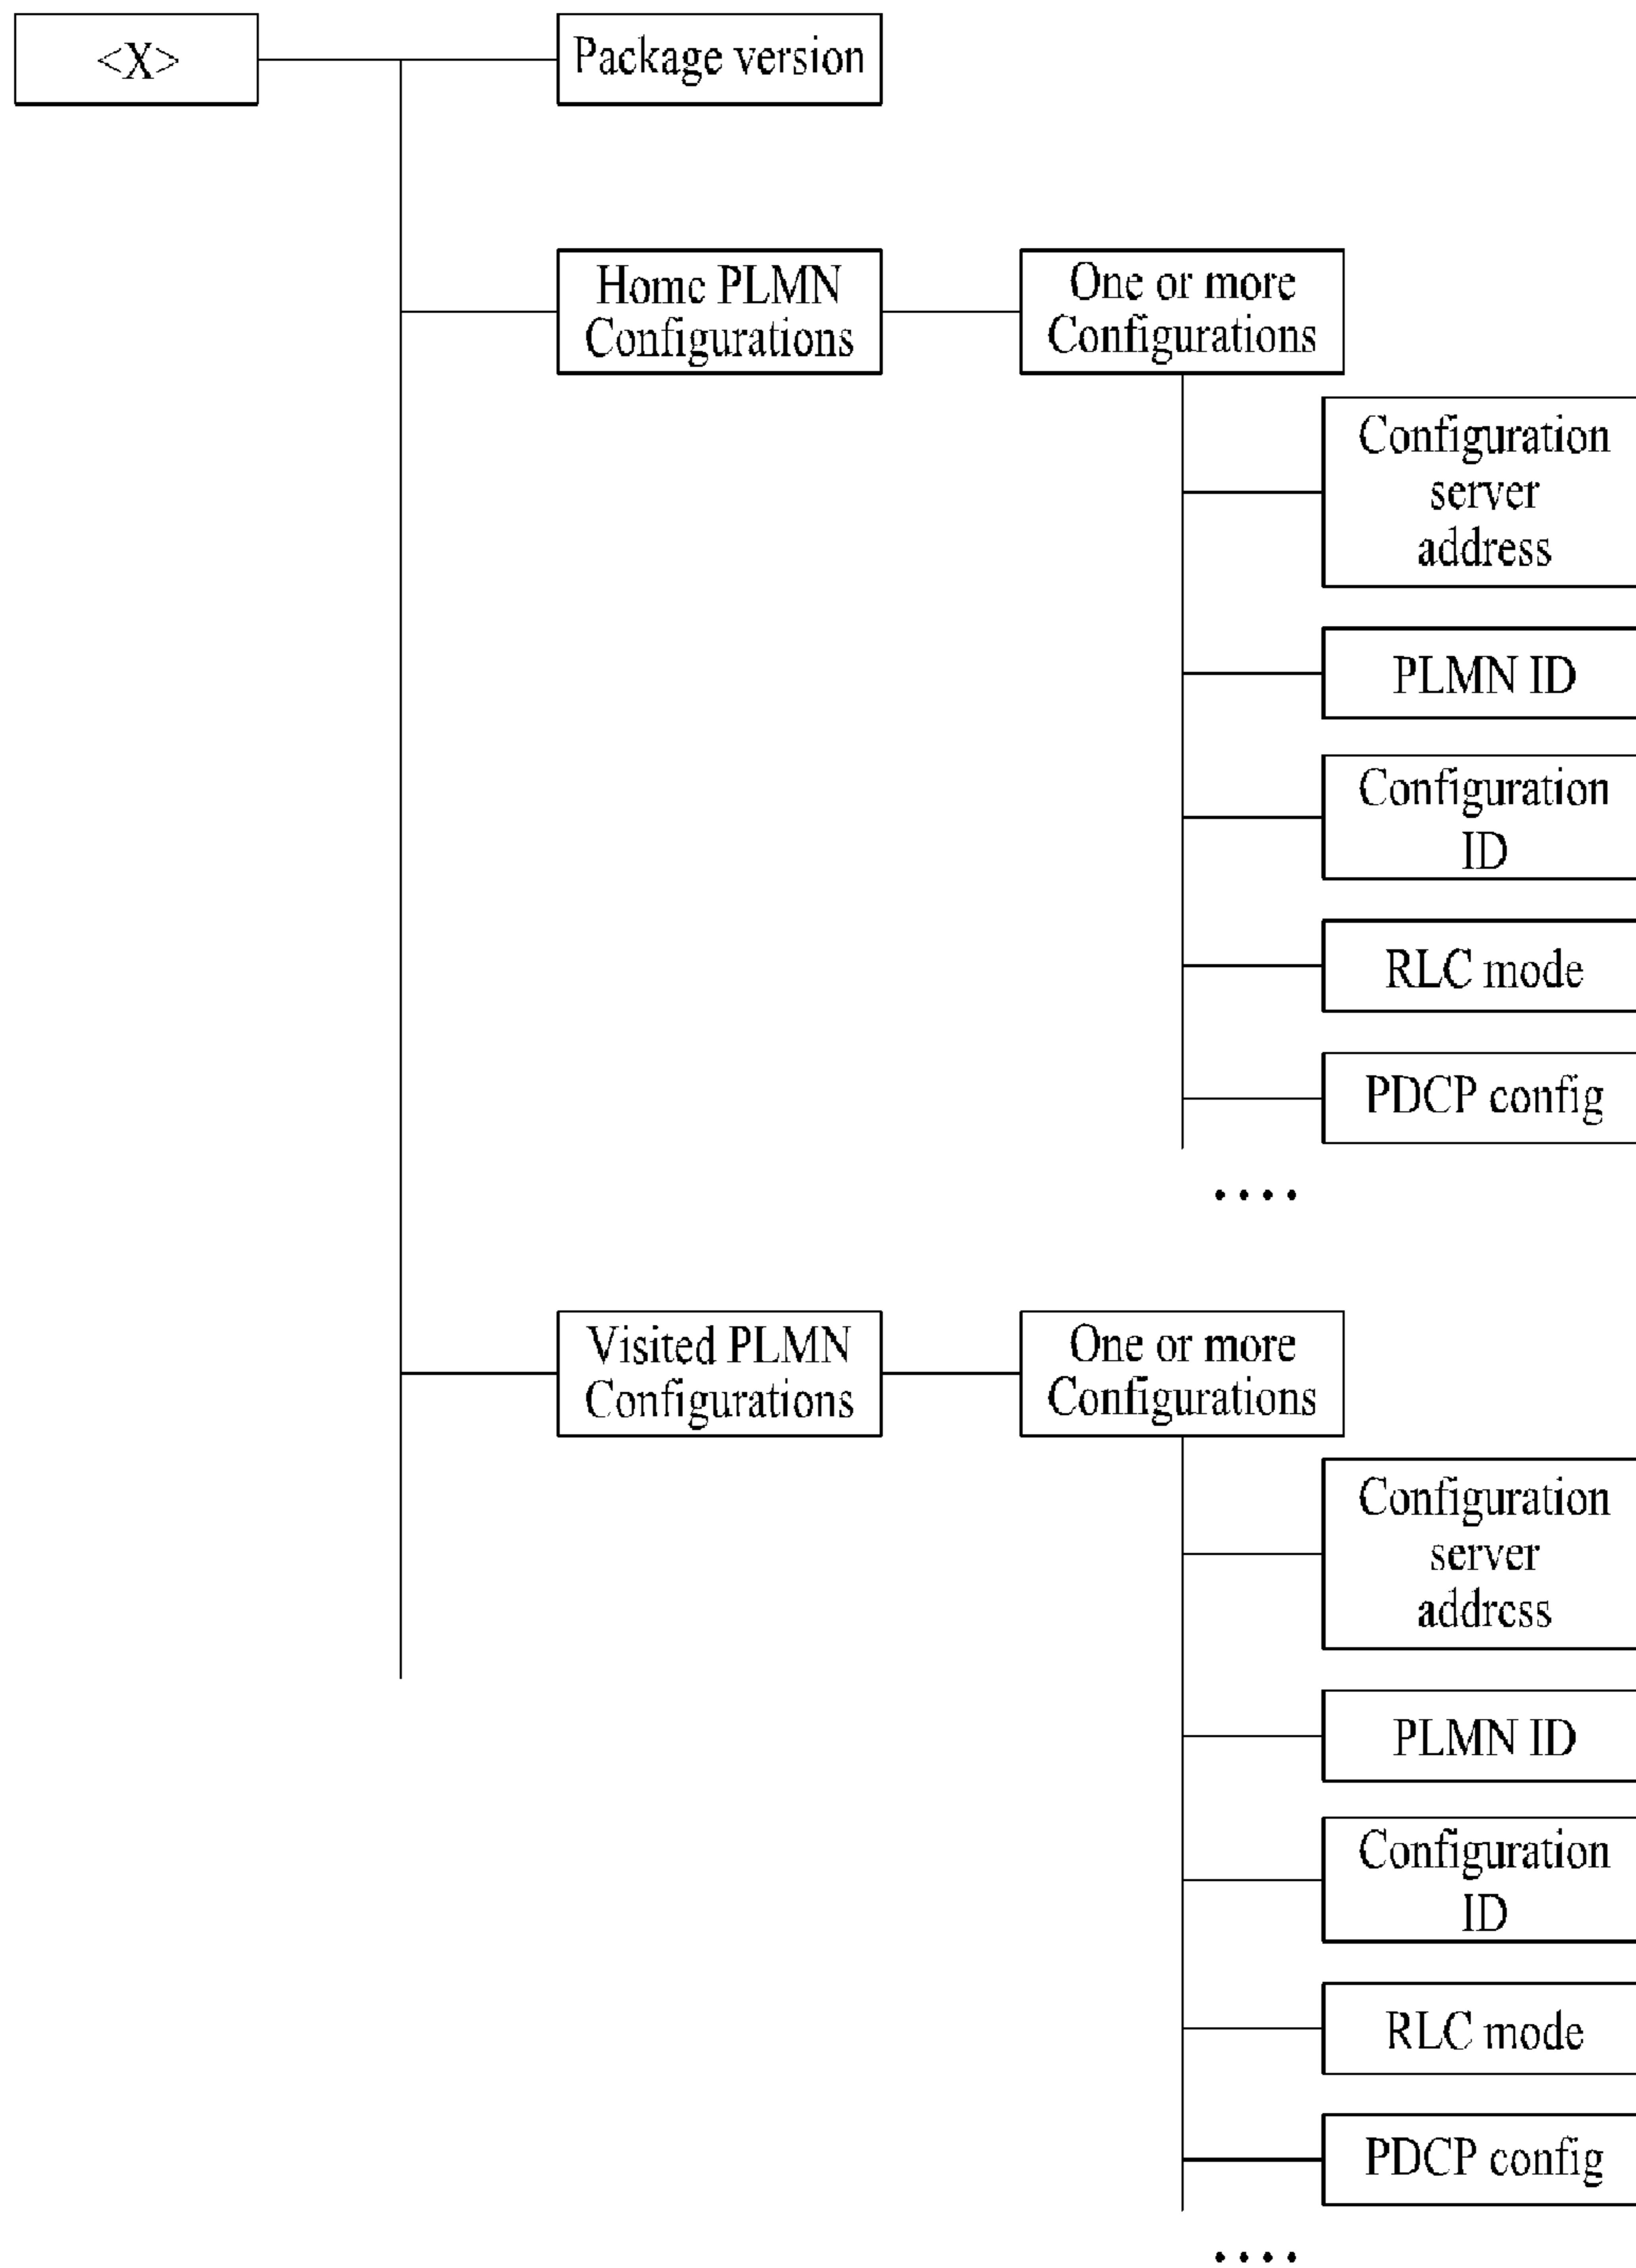 <X>
Package version
Home PLMN
Configurations
One or more
Configurations
Configuration
server
address
PLMN ID
Configuration
ID
RLC mode
PDCP config
....
Visited PLMN
Configurations
One or more
Configurations
Configuration
server
address
PLMN ID
Configuration
ID
RLC mode
PDCP config
....